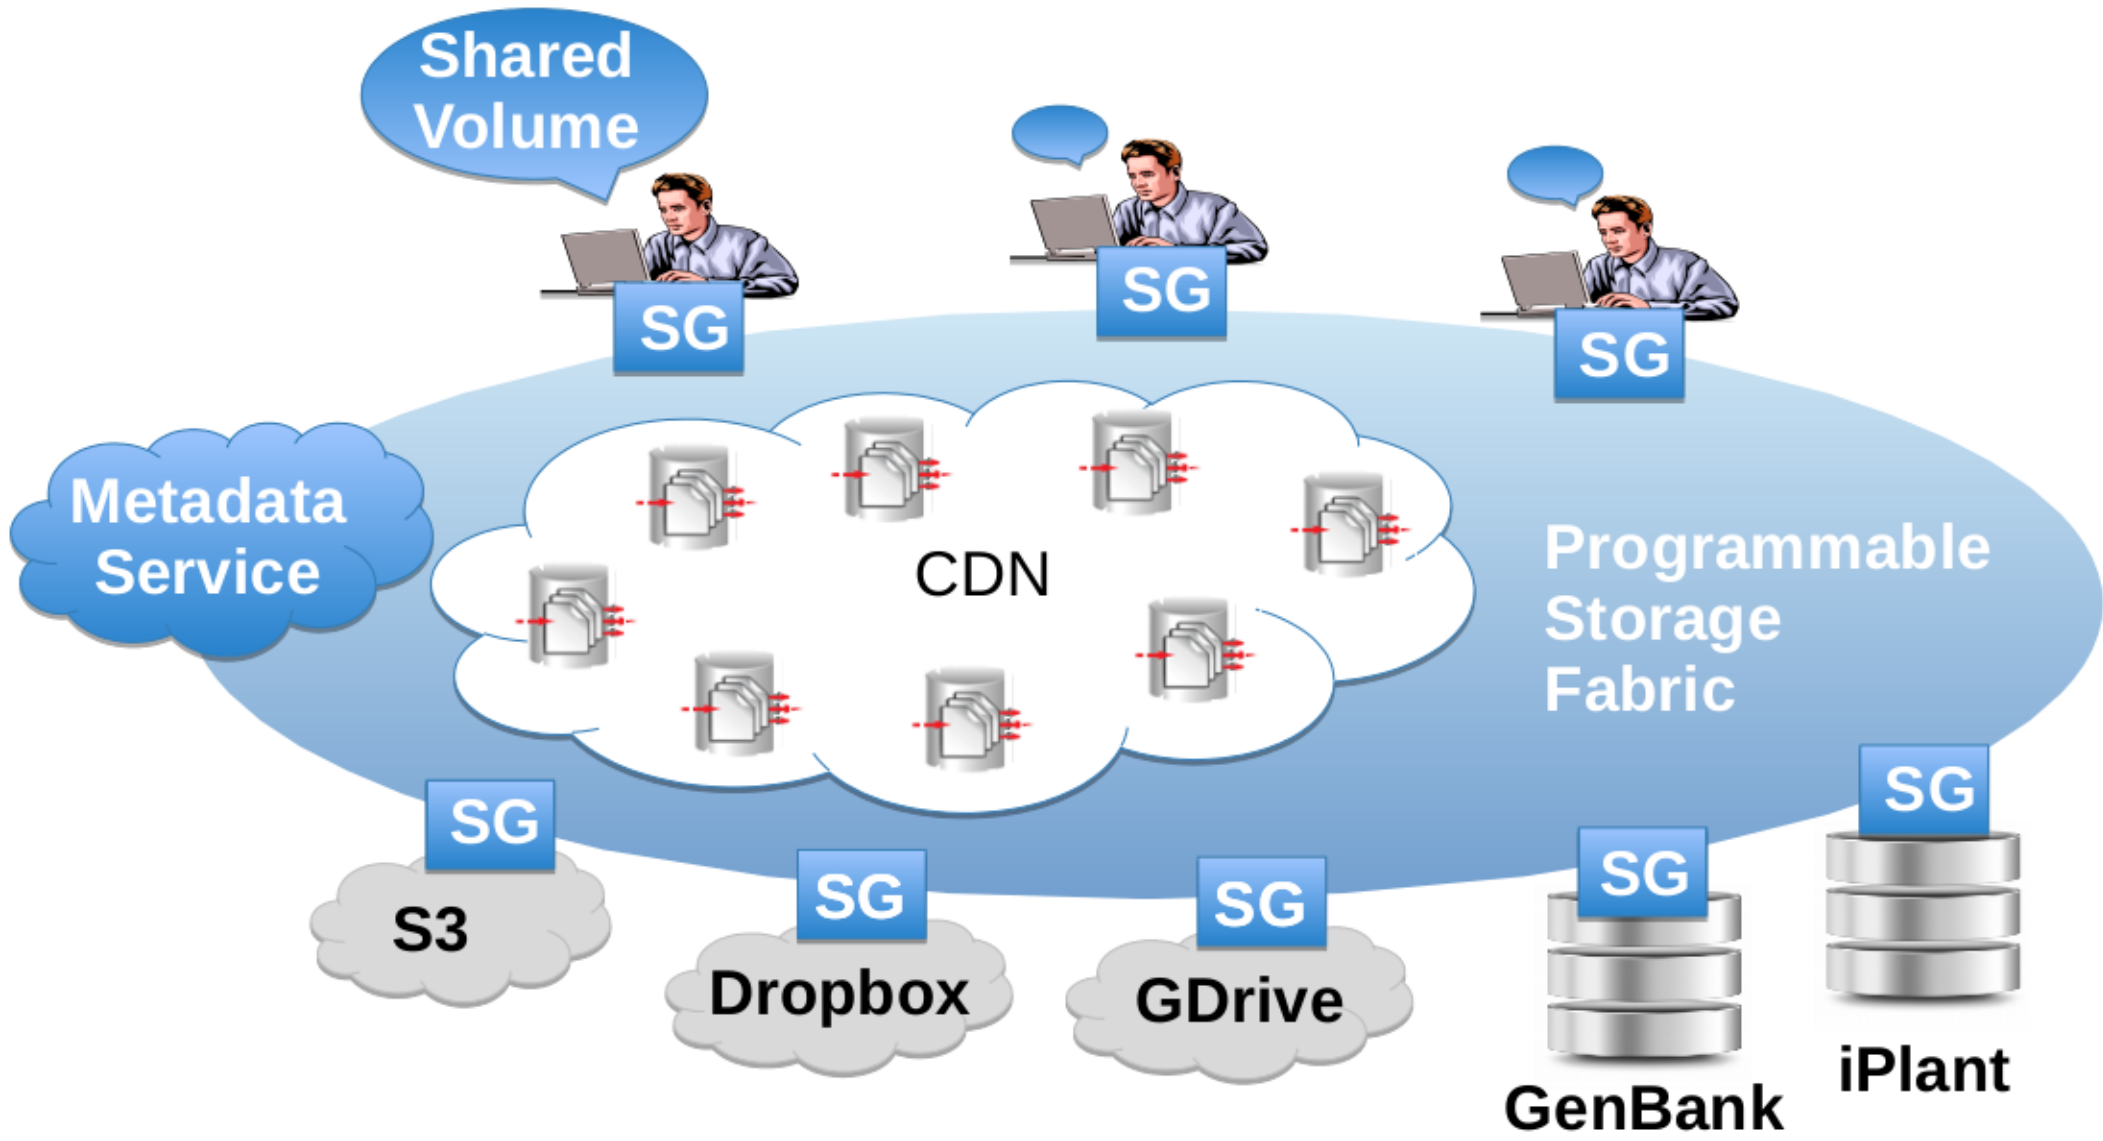 Shared
Volume
SG
SG
SG
Metadata
Service
CDN
Programmable
Storage
Fabric
SG
SG
SG
SG
SG
S3
Dropbox
GDrive
GenBank
iPlant